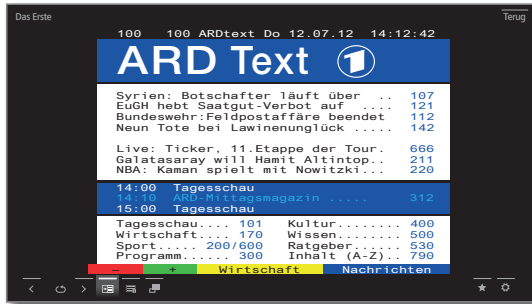 Das Erste Terug
100 100 ARDtext Do 12.07.12 14:12:42
ARD Text 1
Syrien: Botschafter läuft über .. 107
EuGH hebt Saatgut-Verbot auf .... 121
Bundeswehr:Feldpostaffäre beendet 112
Neun Tote bei Lawinenunglück ..... 142
Live: Ticker, 11.Etappe der Tour. 666
Galatasaray will Hamit Altintop.. 211
NBA: Kaman spielt mit Nowitzki... 220
14:00 Tagesschau
14:10 ARD-Mittagsmagazin ..... 312
15:00 Tagesschau
Tagesschau.... 101 Kultur........ 400
Wirtschaft.... 170 Wissen........ 500
Sport..... 200/600 Ratgeber...... 530
Programm...... 300 Inhalt (A-Z).. 790
– + Wirtschaft Nachrichten